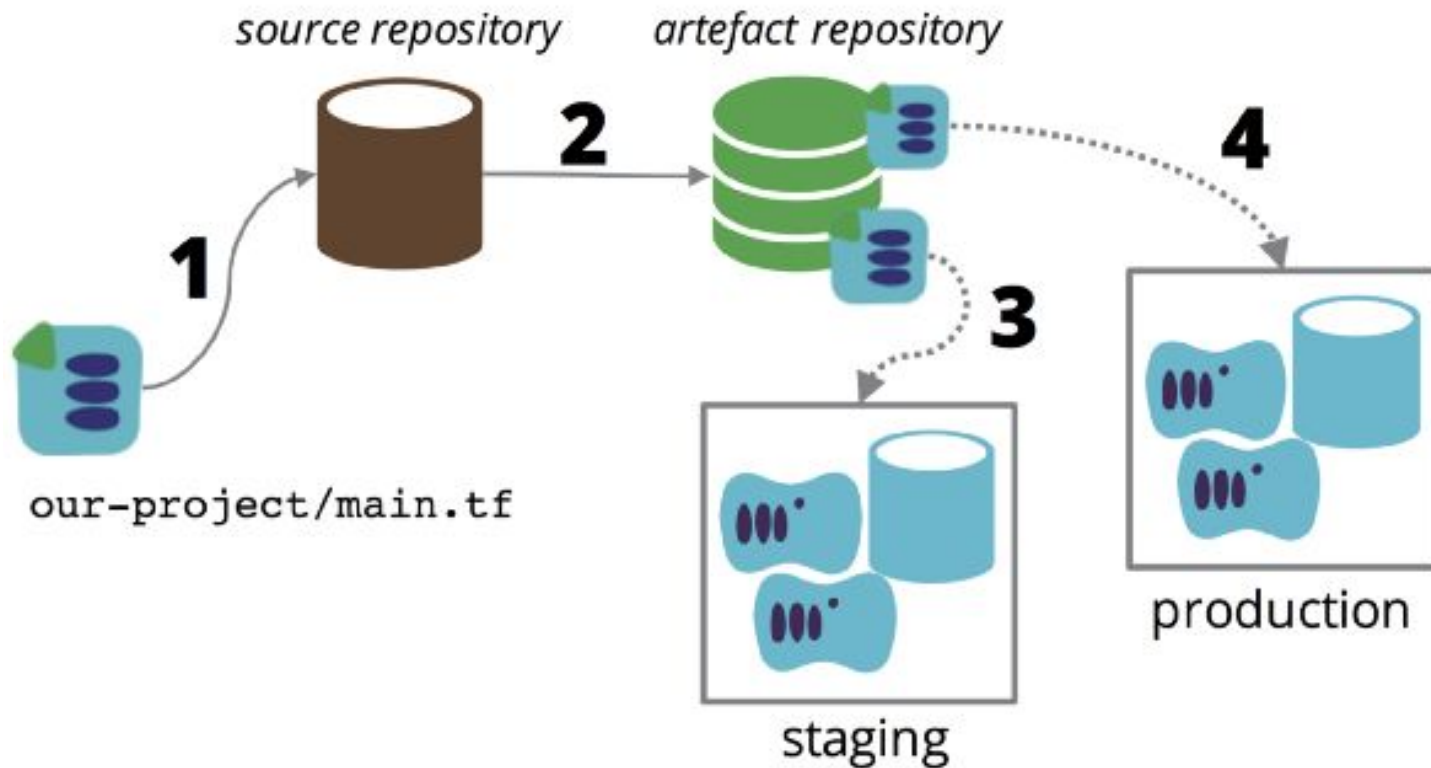 source repository
artefact repository
1
2
3
4
our-project/main.tf
staging
production